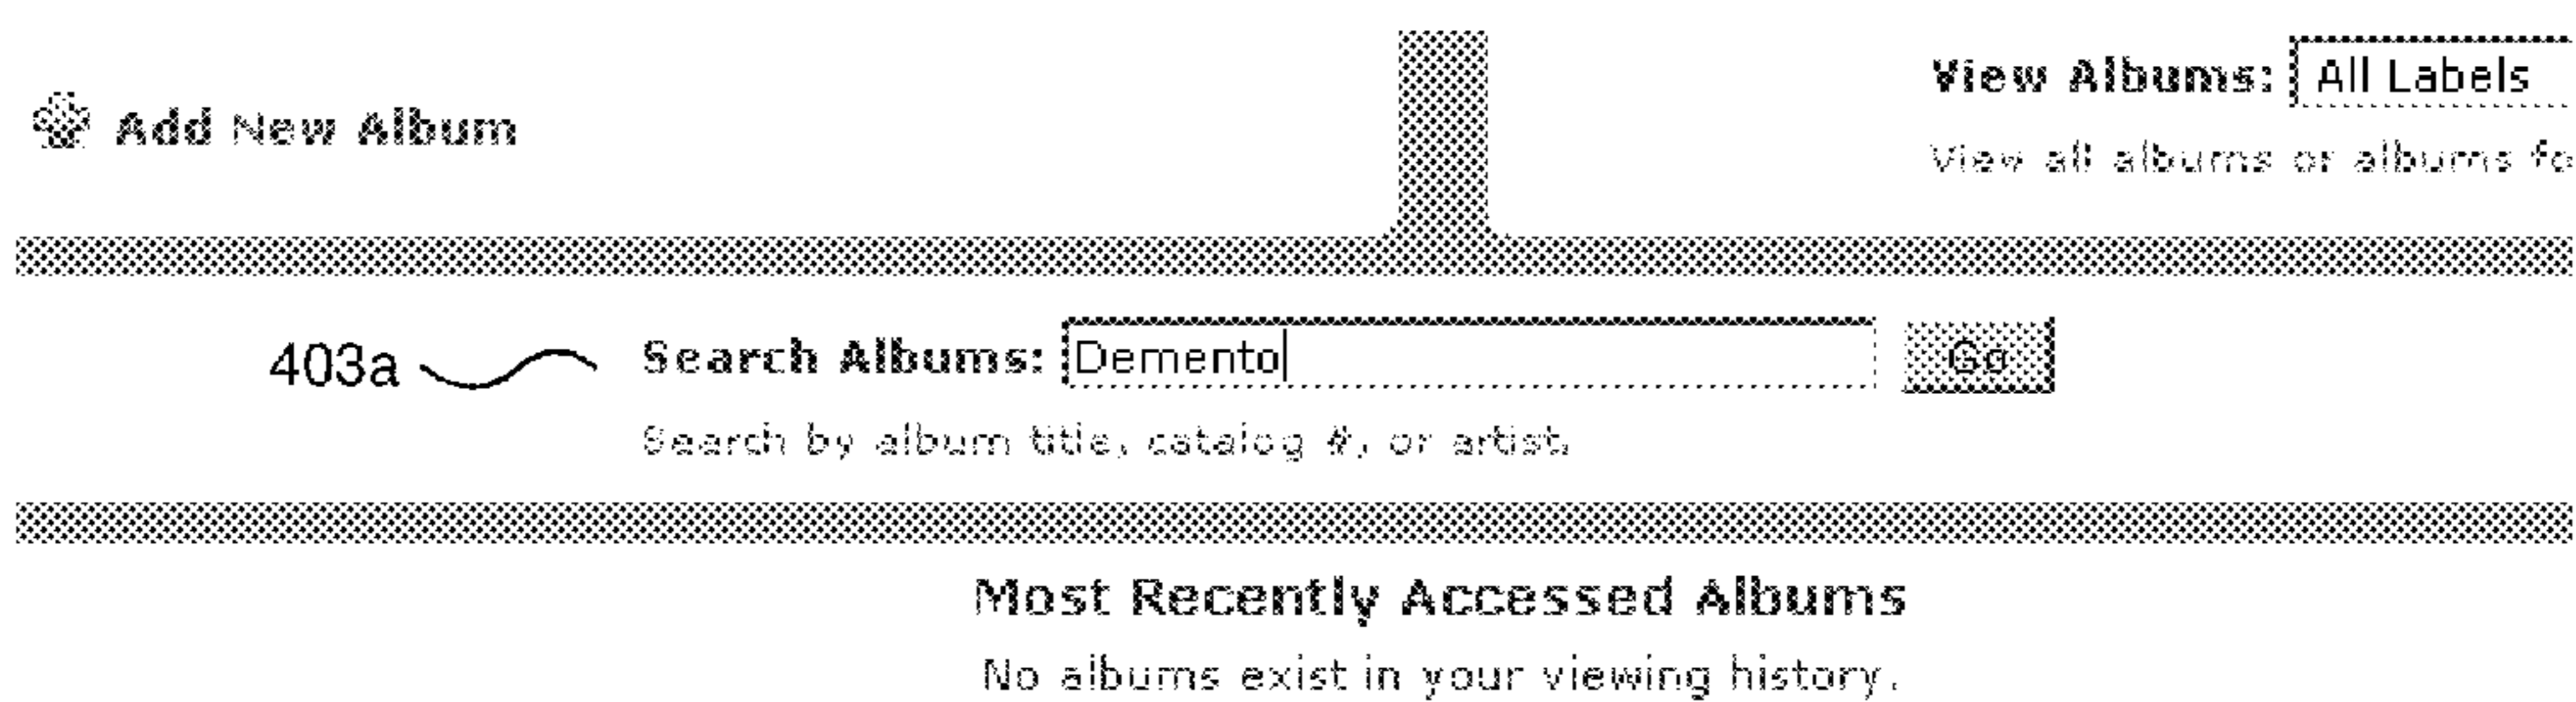 View Albums: All Labels
Add New Album
View all albums or albums fo
403a Search Albums: Demento Go
Search by album title, catalog #, or artist.
Most Recently Accessed Albums
No albums exist in your viewing history.